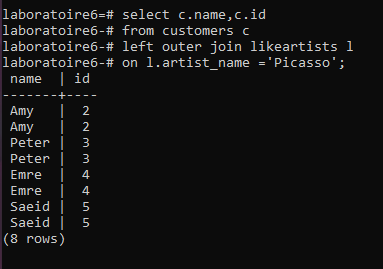 laboratoire6=# select c.name,c.id
laboratoire6-# from customers c
laboratoire6-# left outer join likeartists l
laboratoire6-# on l.artist_name ='Picasso';
 name  | id
-------+----
 Amy   |  2
 Amy   |  2
 Peter |  3
 Peter |  3
 Emre  |  4
 Emre  |  4
 Saeid |  5
 Saeid |  5
(8 rows)